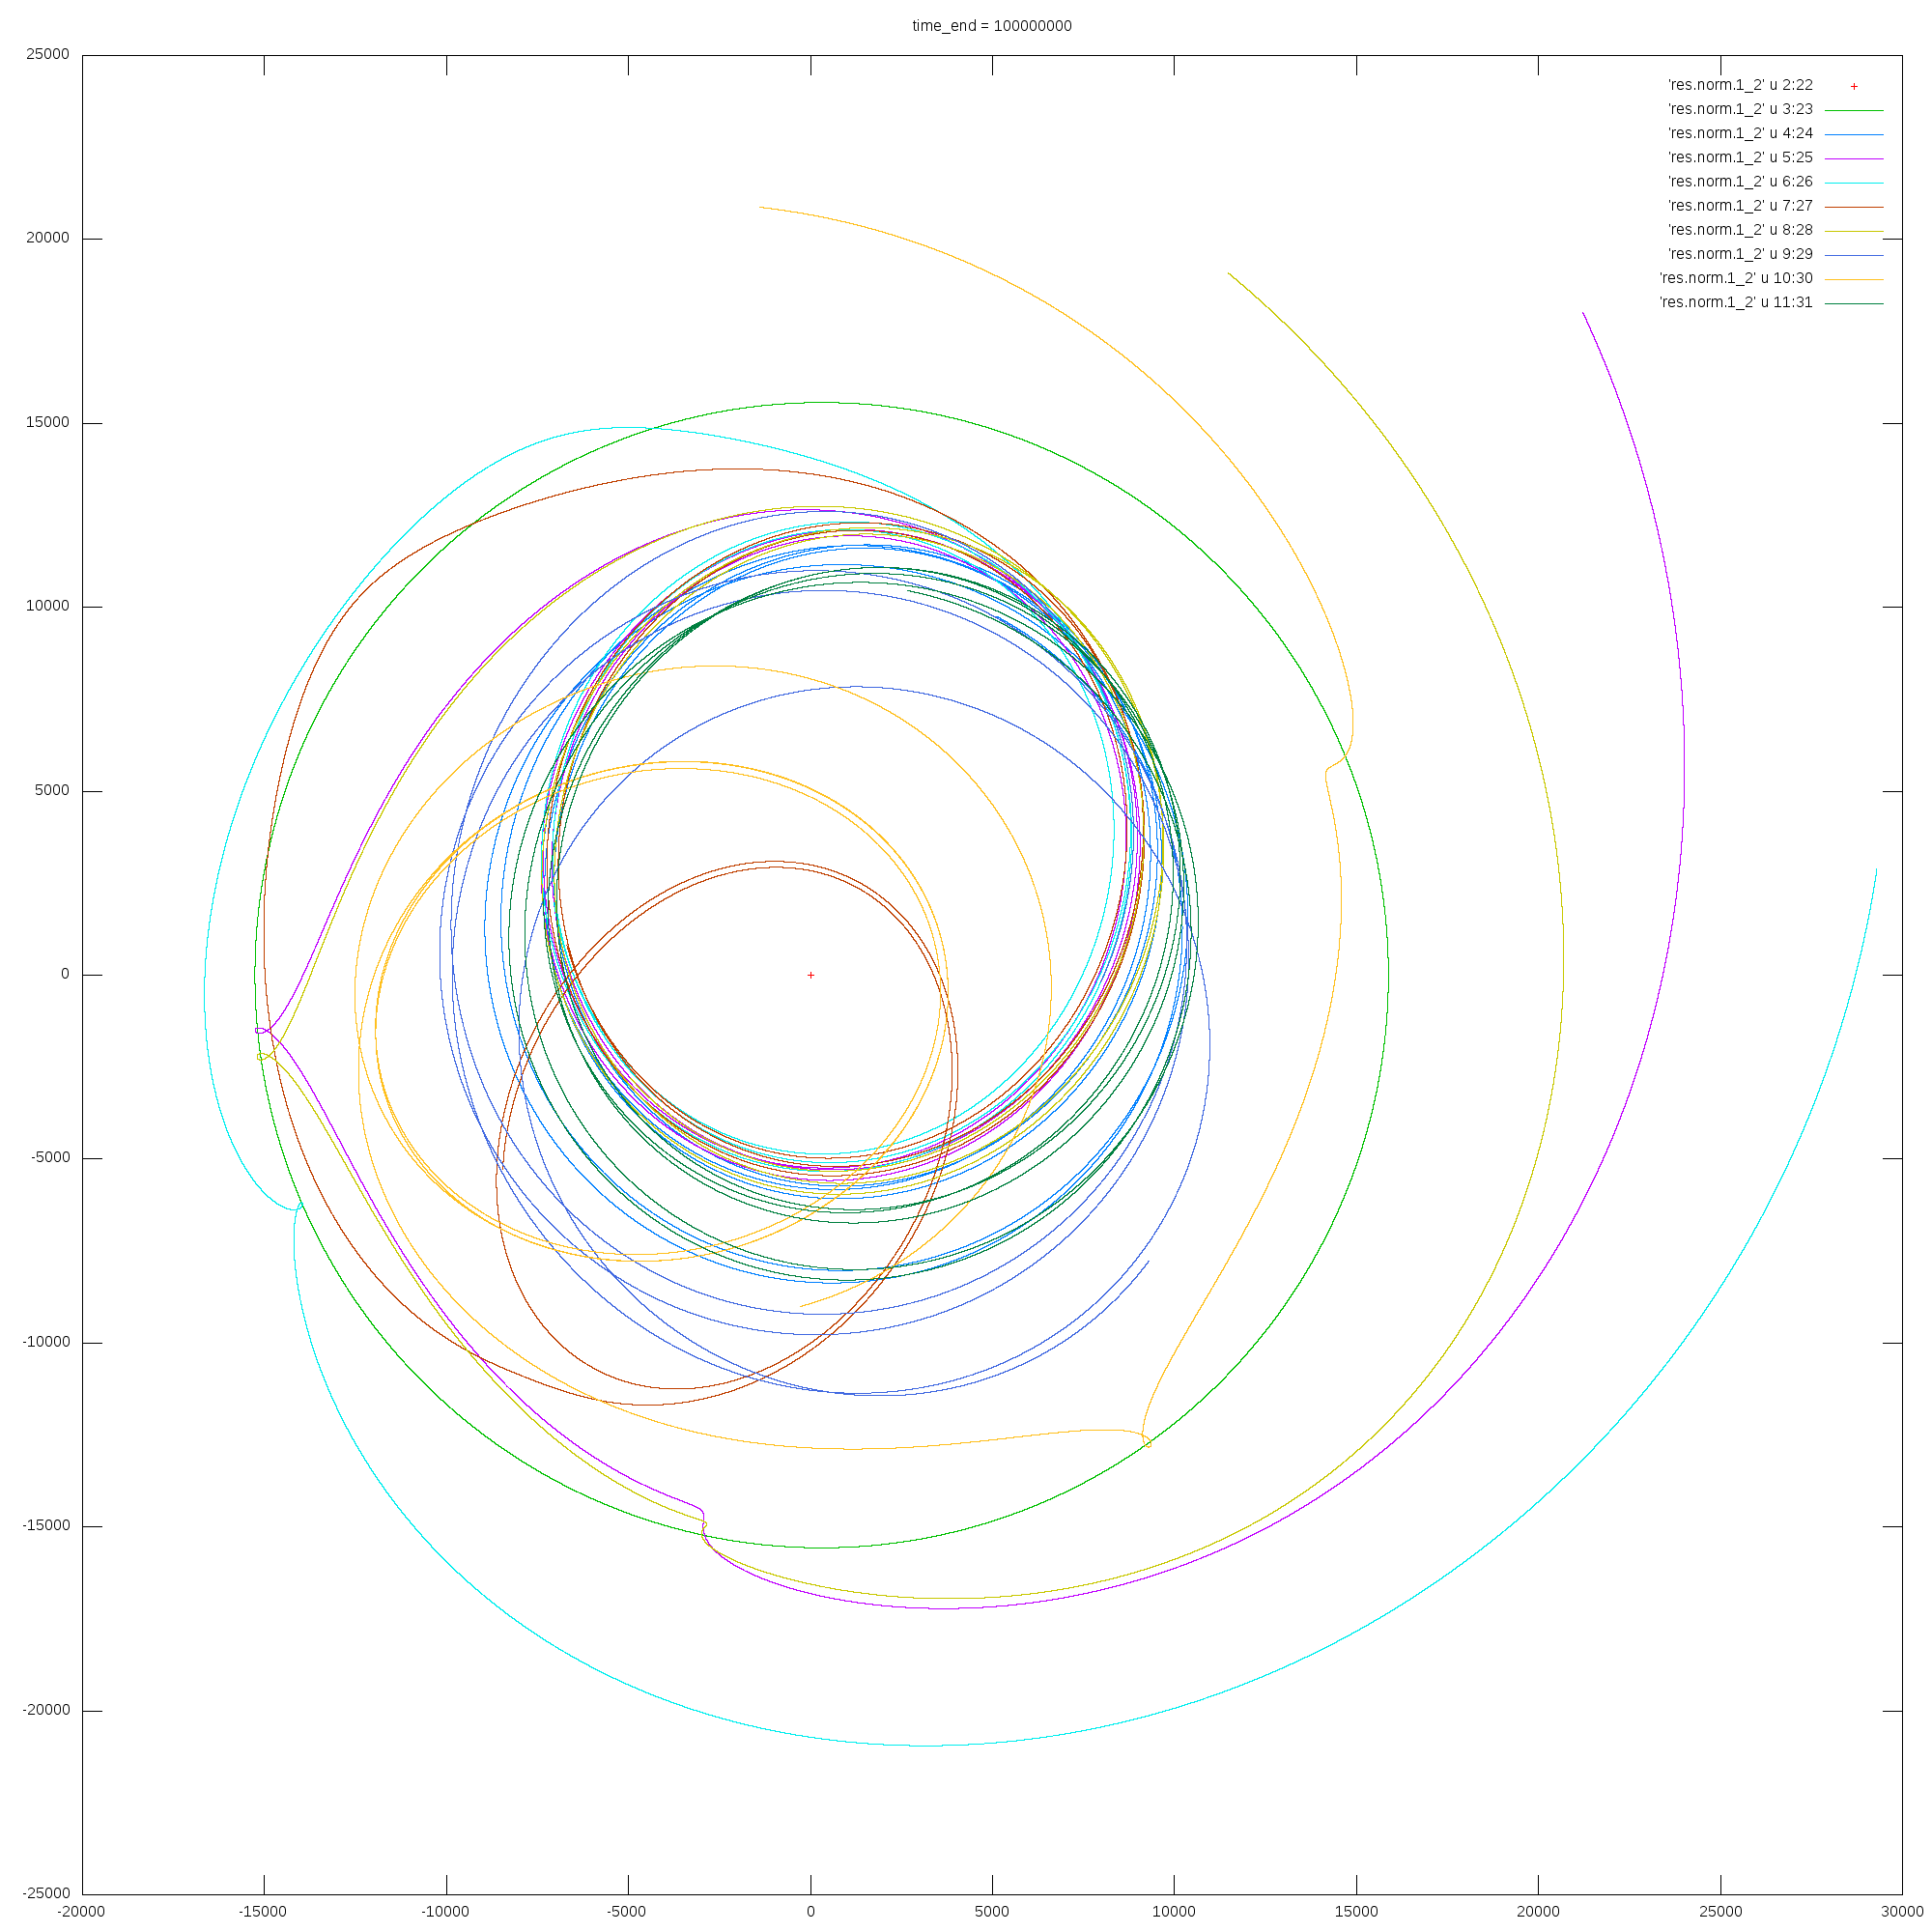 time_end = 100000000
25000
20000
15000
10000
5000
0
-5000
-10000
-15000
-20000
-25000
'res.norm.1_2' u 2:22
'res.norm.1_2' u 3:23
'res.norm.1_2' u 4:24
'res.norm.1_2' u 5:25
'res.norm.1_2' u 6:26
'res.norm.1_2' u 7:27
'res.norm.1_2' u 8:28
'res.norm.1_2' u 9:29
'res.norm.1_2' u 10:30
'res.norm.1_2' u 11:31
-20000 -15000 -10000 -5000 0 5000 10000 15000 20000 25000 30000